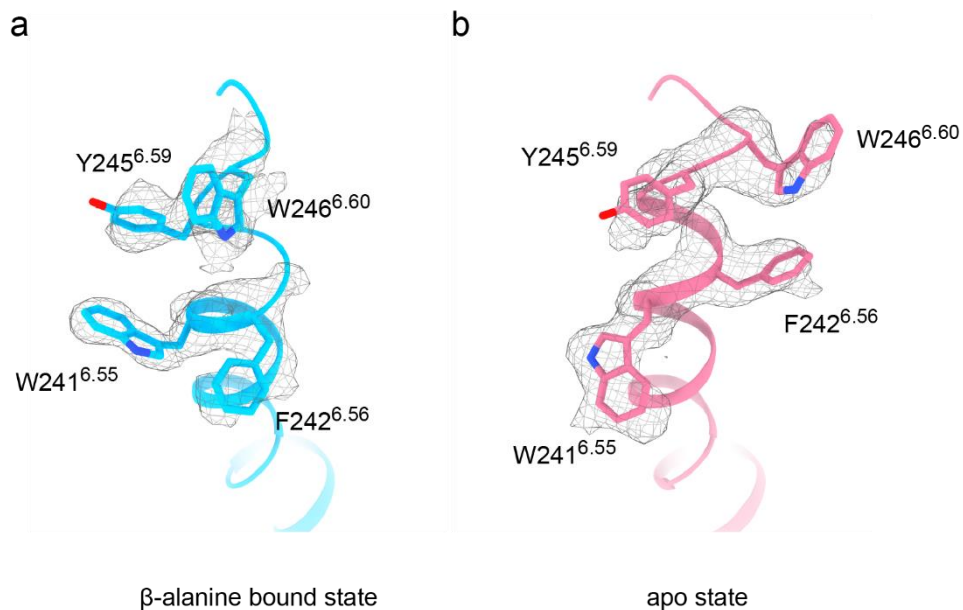 a
b
Y245^6.59
W246^6.60
W241^6.55
F242^6.56
Y245^6.59
W246^6.60
F242^6.56
W241^6.55
β-alanine bound state
apo state